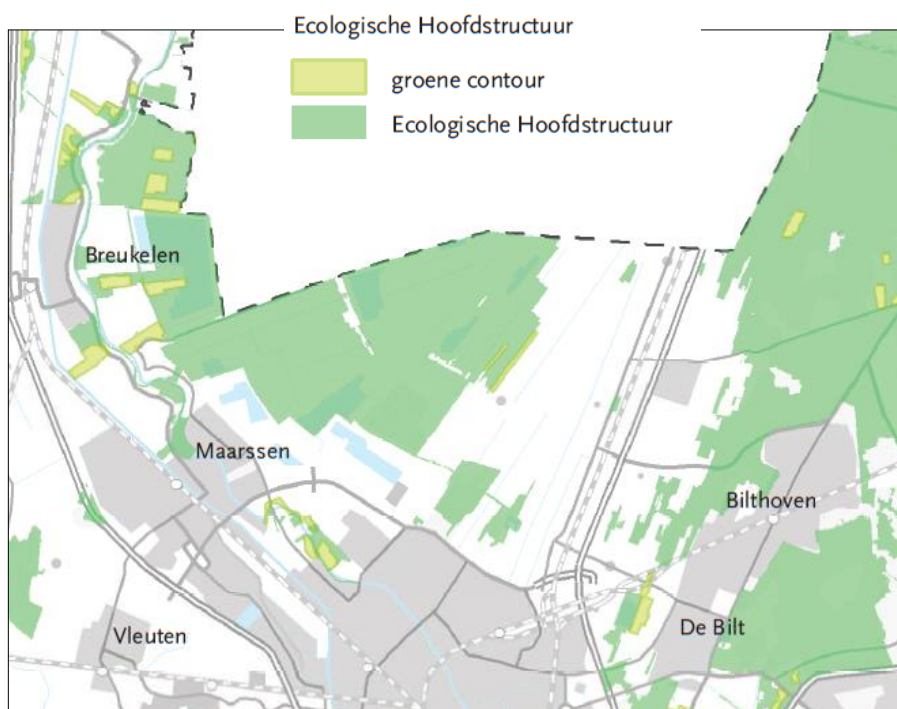 Ecologische Hoofdstructuur
groene contour
Ecologische Hoofdstructuur
Breukelen
Maarssen
Bilthoven
De Bilt
Vleuten